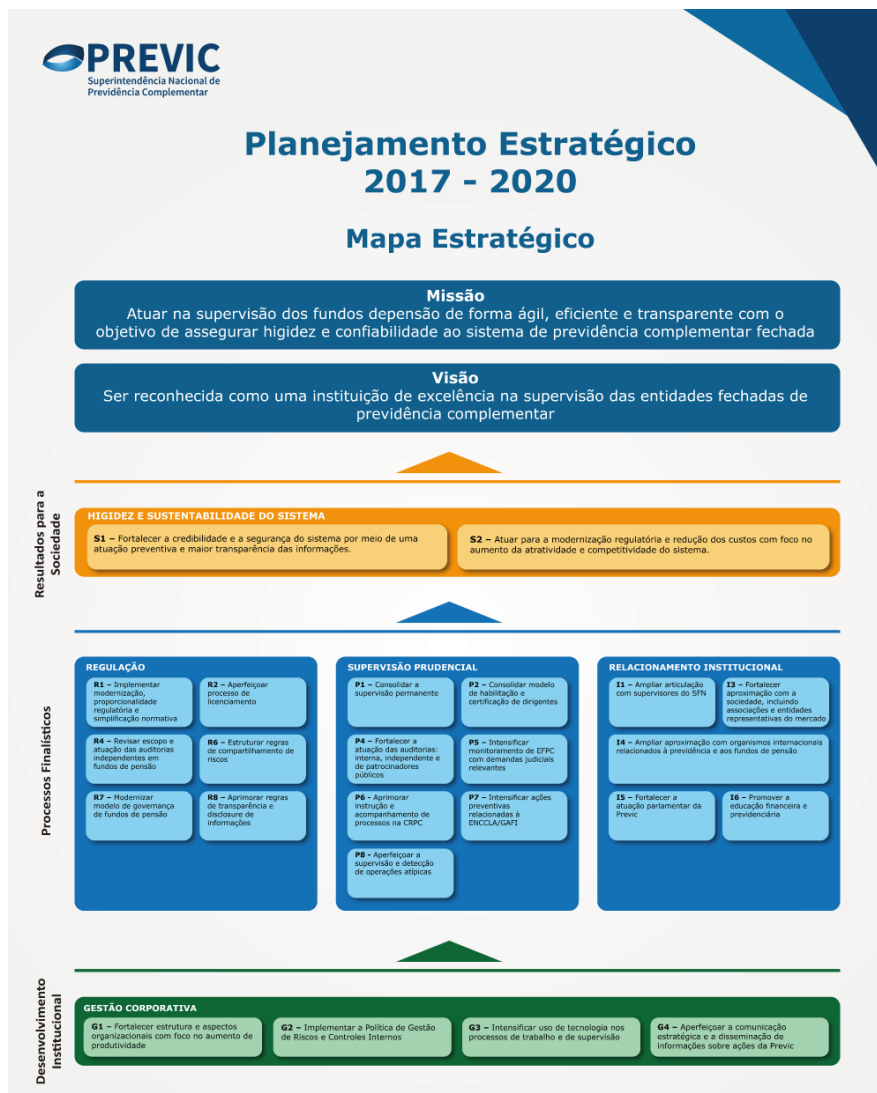 PREVIC
Superintendência Nacional de
Previdência Complementar
Planejamento Estratégico
2017 - 2020
Mapa Estratégico
Missão
Atuar na supervisão dos fundos depensão de forma ágil, eficiente e transparente com o
objetivo de assegurar higidez e confiabilidade ao sistema de previdência complementar fechada
Visão
Ser reconhecida como uma instituição de excelência na supervisão das entidades fechadas de
previdência complementar
Resultados para a
Sociedade
HIGIDEZ E SUSTENTABILIDADE DO SISTEMA
S1 – Fortalecer a credibilidade e a segurança do sistema por meio de uma
atuação preventiva e maior transparência das informações.
S2 – Atuar para a modernização regulatória e redução dos custos com foco no
aumento da atratividade e competitividade do sistema.
Processos Finalísticos
REGULAÇÃO
R1 – Implementar
modernização,
proporcionalidade
regulatória e
simplificação normativa
R2 – Aperfeiçoar
processo de
licenciamento
R4 – Revisar escopo e
atuação das auditorias
independentes em
fundos de pensão
R6 – Estruturar regras
de compartilhamento de
riscos
R7 – Modernizar
modelo de governança
de fundos de pensão
R8 – Aprimorar regras
de transparência e
disclosure de
informações
SUPERVISÃO PRUDENCIAL
P1 – Consolidar a
supervisão permanente
P2 – Consolidar modelo
de habilitação e
certificação de dirigentes
P4 – Fortalecer a
atuação das auditorias:
interna, independente e
de patrocinadores
públicos
P5 – Intensificar
monitoramento de EFPC
com demandas judiciais
relevantes
P6 - Aprimorar
instrução e
acompanhamento de
processos na CRPC
P7 – Intensificar ações
preventivas
relacionadas à
ENCCLA/GAFI
P8 - Aperfeiçoar a
supervisão e detecção
de operações atípicas
RELACIONAMENTO INSTITUCIONAL
I1 – Ampliar articulação
com supervisores do SFN
I3 – Fortalecer
aproximação com a
sociedade, incluindo
associações e entidades
representativas do mercado
I4 – Ampliar aproximação com organismos internacionais
relacionados à previdência e aos fundos de pensão
I5 – Fortalecer a
atuação parlamentar da
Previc
I6 – Promover a
educação financeira e
previdenciária
Desenvolvimento
Institucional
GESTÃO CORPORATIVA
G1 – Fortalecer estrutura e aspectos
organizacionais com foco no aumento de
produtividade
G2 – Implementar a Política de Gestão
de Riscos e Controles Internos
G3 – Intensificar uso de tecnologia nos
processos de trabalho e de supervisão
G4 – Aperfeiçoar a comunicação
estratégica e a disseminação de
informações sobre ações da Previc